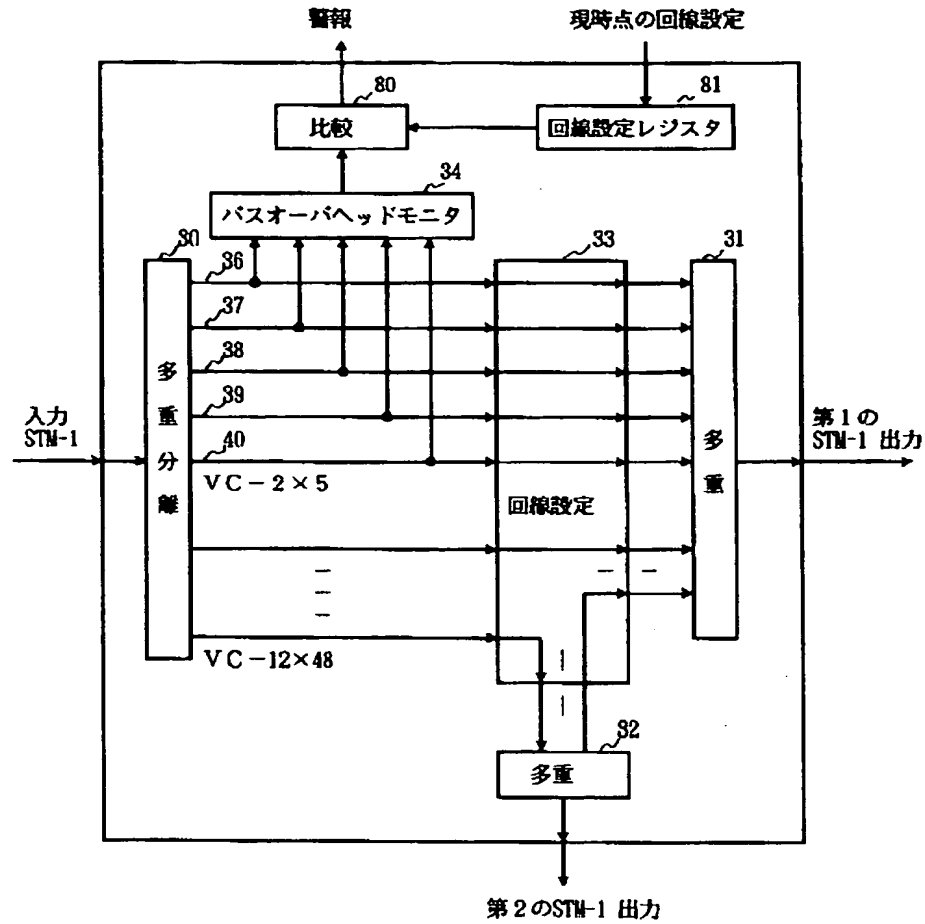 警報
現時点の回線設定
80
81
比較
回線設定レジスタ
34
パスオーバヘッドモニタ
30
36
33
31
37
38
39
40
多重分離
入力
STM-1
VC-2×5
回線設定
多重
第1の
STM-1 出力
VC-12×48
32
多重
第2のSTM-1 出力